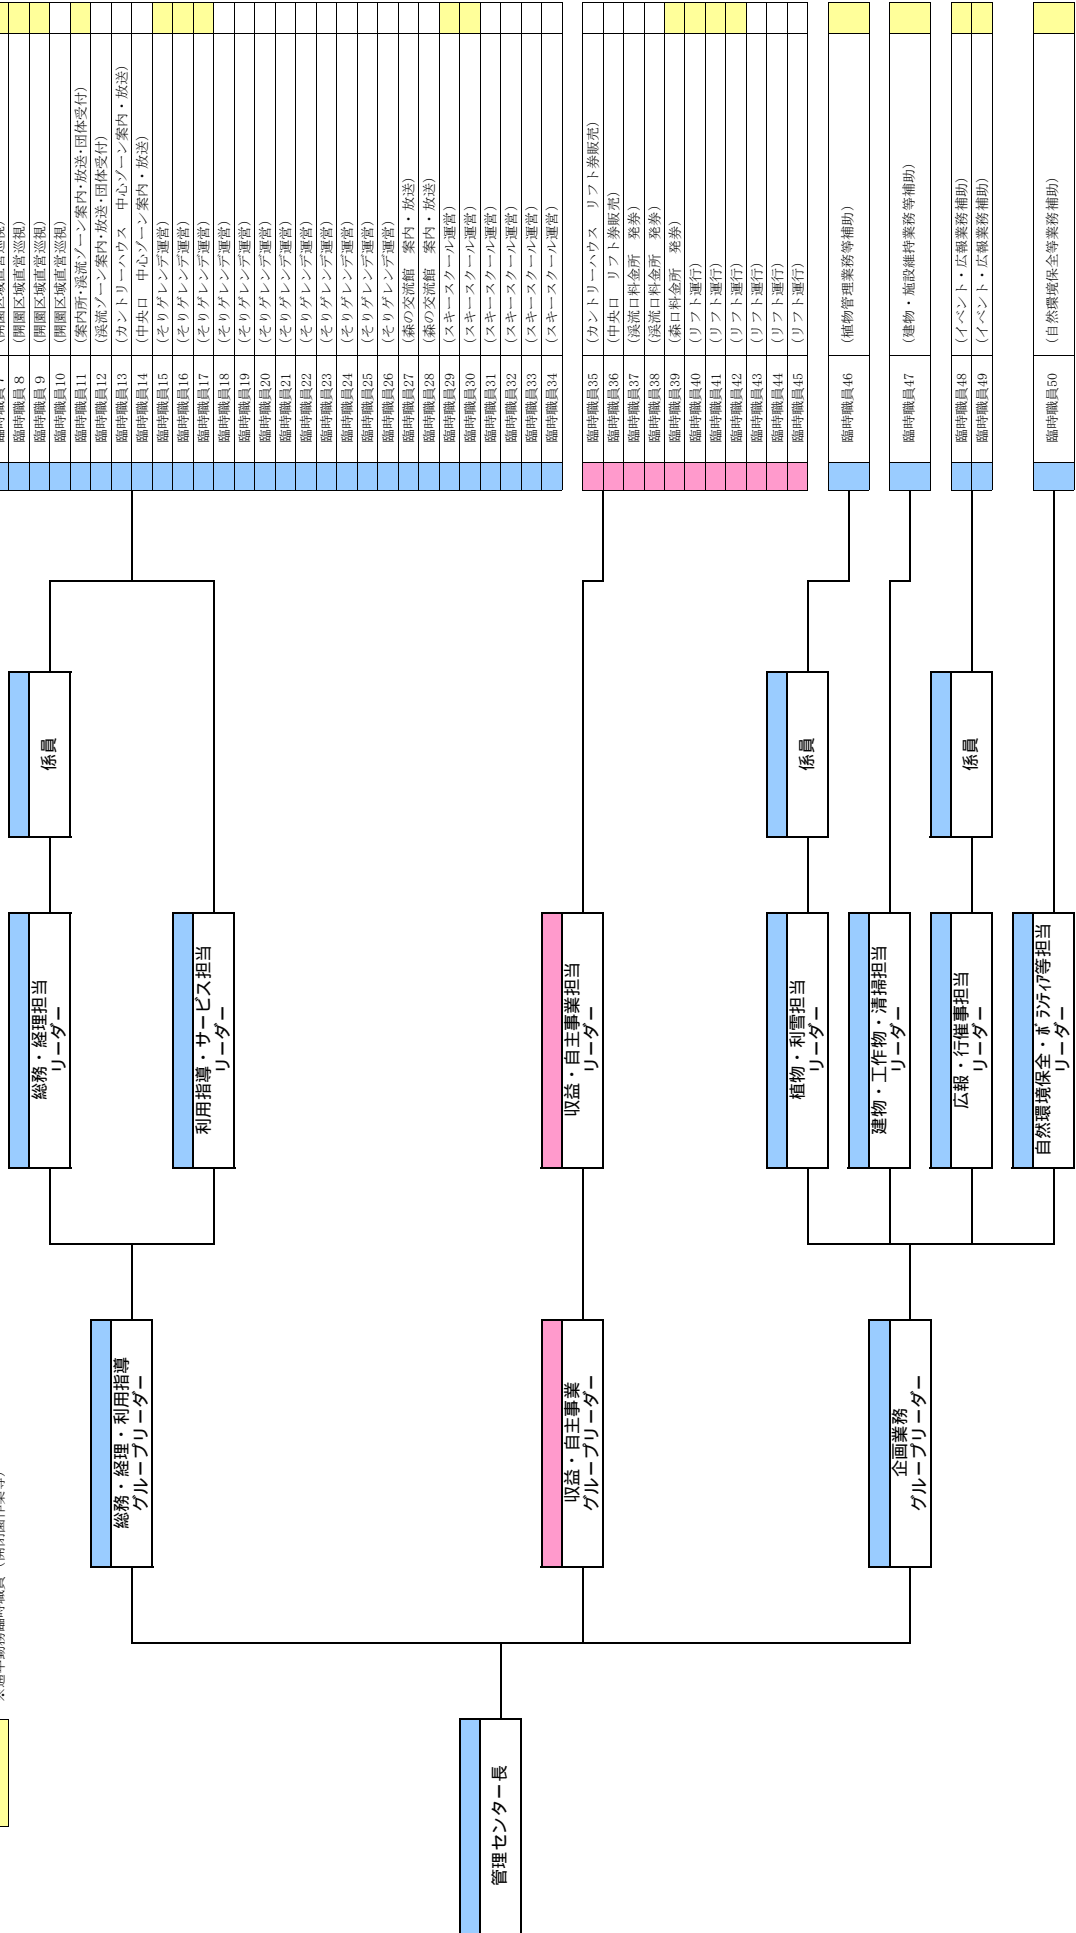 管理センター長
総務・経理・利用指導
グループリーダー
収益・自主事業
グループリーダー
企画業務
グループリーダー
総務・経理担当
リーダー
利用指導・サービス担当
リーダー
収益・自主事業担当
リーダー
植物・利雪担当
リーダー
建物・工作物・清掃担当
リーダー
広報・行催事担当
リーダー
自然環境保全・ボランティア等担当
リーダー
係員
係員
係員
臨時職員8 (開園区域直営巡視)
臨時職員9 (開園区域直営巡視)
臨時職員10 (開園区域直営巡視)
臨時職員11 (案内所・渓流ゾーン案内・放送・団体受付)
臨時職員12 (渓流ゾーン案内・放送・団体受付)
臨時職員13 (カントリーハウス 中心ゾーン案内・放送)
臨時職員14 (中央口 中心ゾーン案内・放送)
臨時職員15 (そりゲレンデ運営)
臨時職員16 (そりゲレンデ運営)
臨時職員17 (そりゲレンデ運営)
臨時職員18 (そりゲレンデ運営)
臨時職員19 (そりゲレンデ運営)
臨時職員20 (そりゲレンデ運営)
臨時職員21 (そりゲレンデ運営)
臨時職員22 (そりゲレンデ運営)
臨時職員23 (そりゲレンデ運営)
臨時職員24 (そりゲレンデ運営)
臨時職員25 (そりゲレンデ運営)
臨時職員26 (そりゲレンデ運営)
臨時職員27 (森の交流館 案内・放送)
臨時職員28 (森の交流館 案内・放送)
臨時職員29 (スキースクール運営)
臨時職員30 (スキースクール運営)
臨時職員31 (スキースクール運営)
臨時職員32 (スキースクール運営)
臨時職員33 (スキースクール運営)
臨時職員34 (スキースクール運営)
臨時職員35 (カントリーハウス リフト券販売)
臨時職員36 (中央口 リフト券販売)
臨時職員37 (渓流口料金所 発券)
臨時職員38 (渓流口料金所 発券)
臨時職員39 (森口料金所 発券)
臨時職員40 (リフト運行)
臨時職員41 (リフト運行)
臨時職員42 (リフト運行)
臨時職員43 (リフト運行)
臨時職員44 (リフト運行)
臨時職員45 (リフト運行)
臨時職員46 (植物管理業務等補助)
臨時職員47 (建物・施設維持業務等補助)
臨時職員48 (イベント・広報業務補助)
臨時職員49 (イベント・広報業務補助)
臨時職員50 (自然環境保全等業務補助)